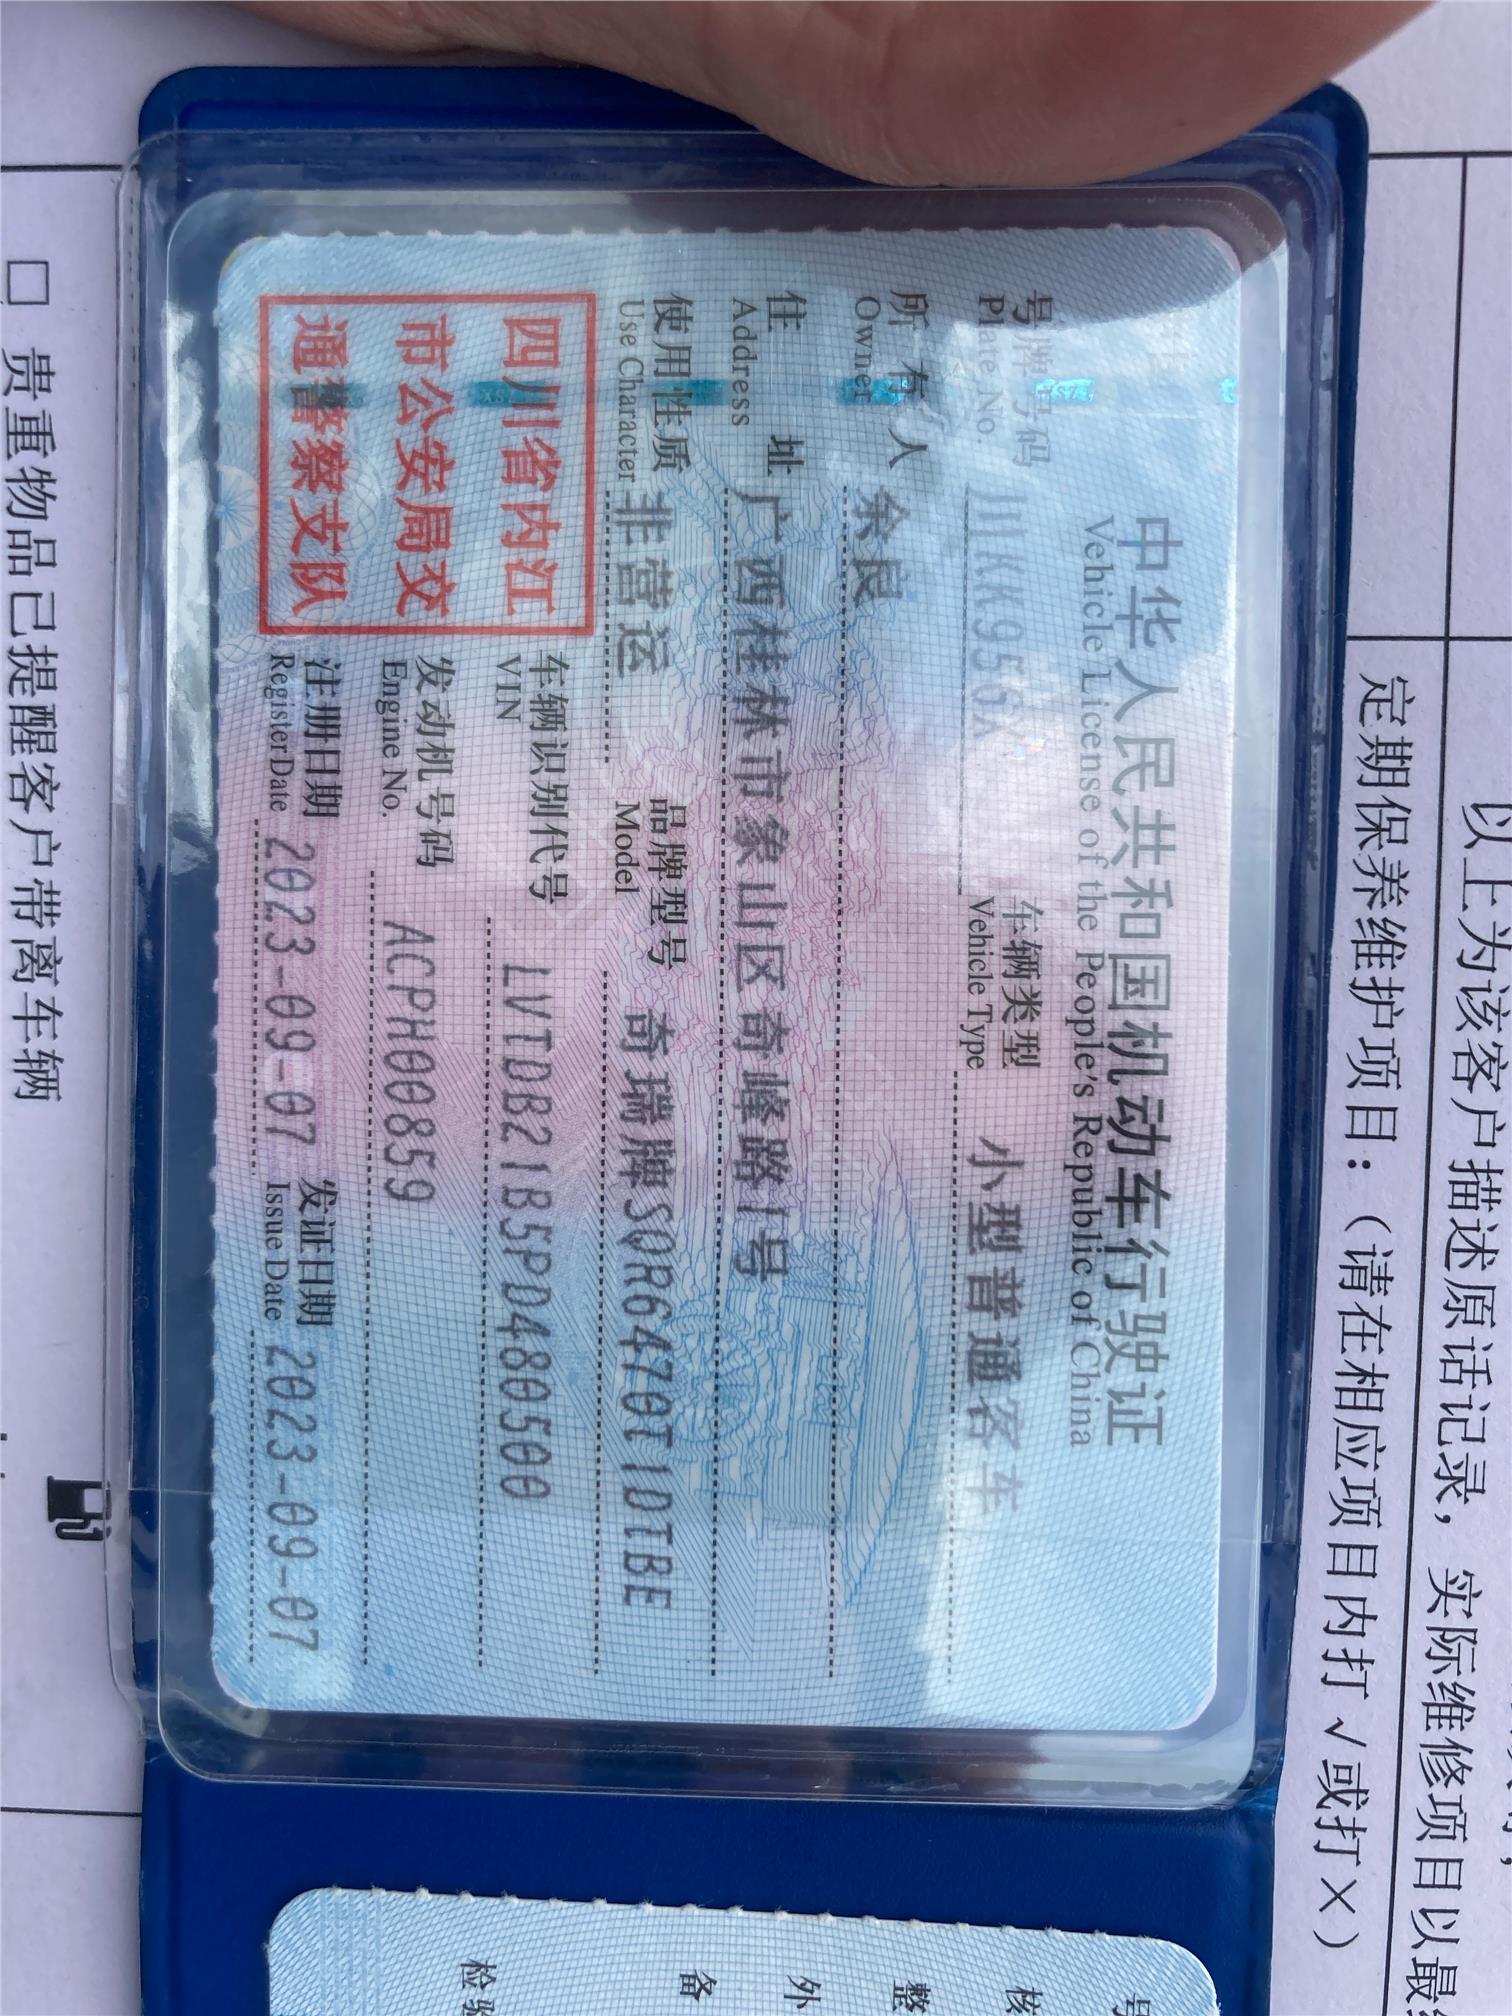 以上为该客户描述原话记录，实际维修项目以最
定期保养维护项目：（请在相应项目内打 √ 或打 ×）
中华人民共和国机动车行驶证
Vehicle License of the People's Republic of China
号牌号码
Plate No.
川KK956X
车辆类型
Vehicle Type
小型普通客车
所有人
Owner
余良
住址
Address
广西桂林市象山区奇峰路1号
使用性质
Use Character
非营运
品牌型号
Model
奇瑞牌SQR6470T1DTBE
四川省内江
市公安局交
通警察支队
车辆识别代号
VIN
LVTDB21B5PD480500
发动机号码
Engine No.
ACPH00859
注册日期
Register Date
2023-09-07
发证日期
Issue Date
2023-09-07
号
核
整
外
备
检验
□ 贵重物品已提醒客户带离车辆